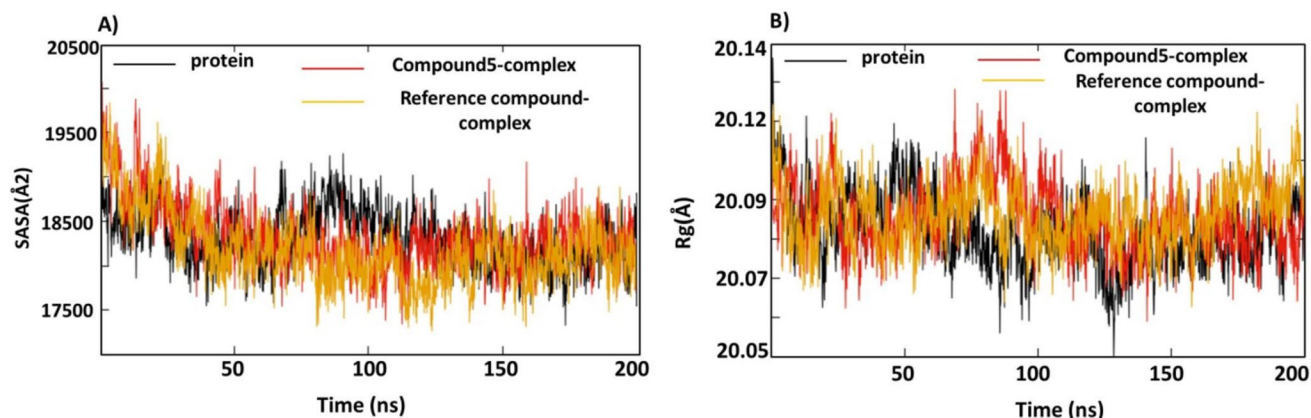 A)
20500
19500
18500
17500
SASA(Å2)
protein
Compound5-complex
Reference compound-
complex
50
100
150
200
Time (ns)
B)
20.14
20.12
20.09
20.07
20.05
Rg(Å)
protein
Compound5-complex
Reference compound-
complex
50
100
150
200
Time (ns)